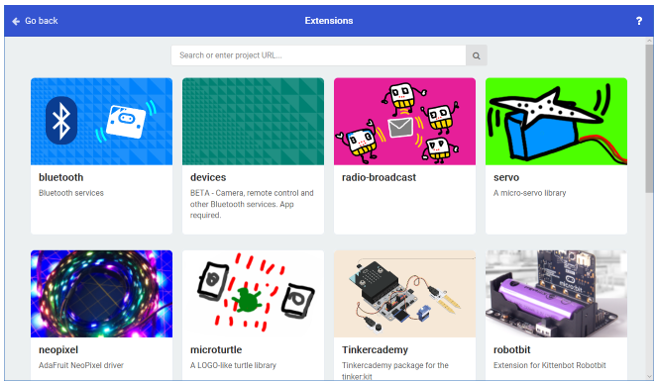 Go back
Extensions
?
Search or enter project URL...
bluetooth
Bluetooth services
devices
BETA - Camera, remote control and
other Bluetooth services. App
required.
radio-broadcast
servo
A micro-servo library
neopixel
AdaFruit NeoPixel driver
microturtle
A LOGO-like turtle library
Tinkercademy
Tinkercademy package for the
tinker:kit
robotbit
Extension for Kittenbot Robotbit